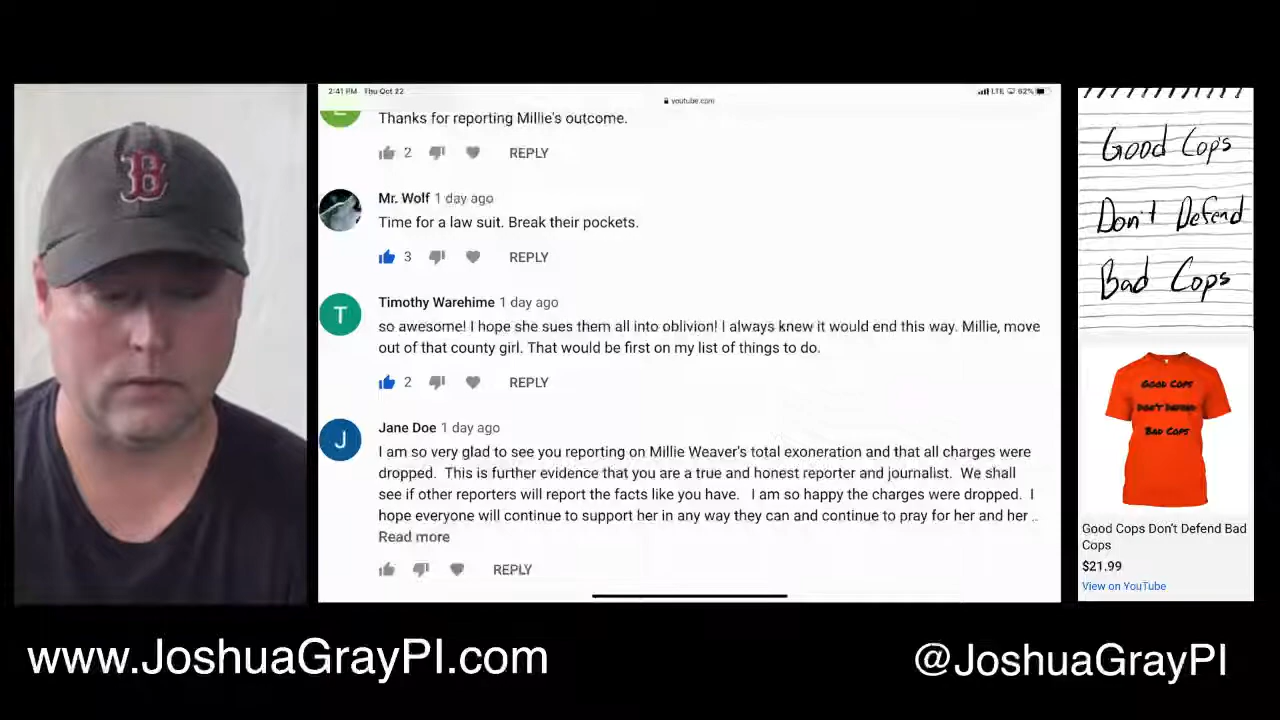 B
2:41 PM Thu Oct 22
youtube.com
LTE 62%
Thanks for reporting Millie's outcome.
2 REPLY
Mr. Wolf 1 day ago
Time for a law suit. Break their pockets.
3 REPLY
T
Timothy Warehime 1 day ago
so awesome! I hope she sues them all into oblivion! I always knew it would end this way. Millie, move
out of that county girl. That would be first on my list of things to do.
2 REPLY
J
Jane Doe 1 day ago
I am so very glad to see you reporting on Millie Weaver's total exoneration and that all charges were
dropped. This is further evidence that you are a true and honest reporter and journalist. We shall
see if other reporters will report the facts like you have. I am so happy the charges were dropped. I
hope everyone will continue to support her in any way they can and continue to pray for her and her ..
Read more
REPLY
Good Cops
Don't Defend
Bad Cops
GOOD COPS
DON'T DEFEND
BAD COPS
Good Cops Don't Defend Bad
Cops
$21.99
View on YouTube
www.JoshuaGrayPI.com
@JoshuaGrayPI